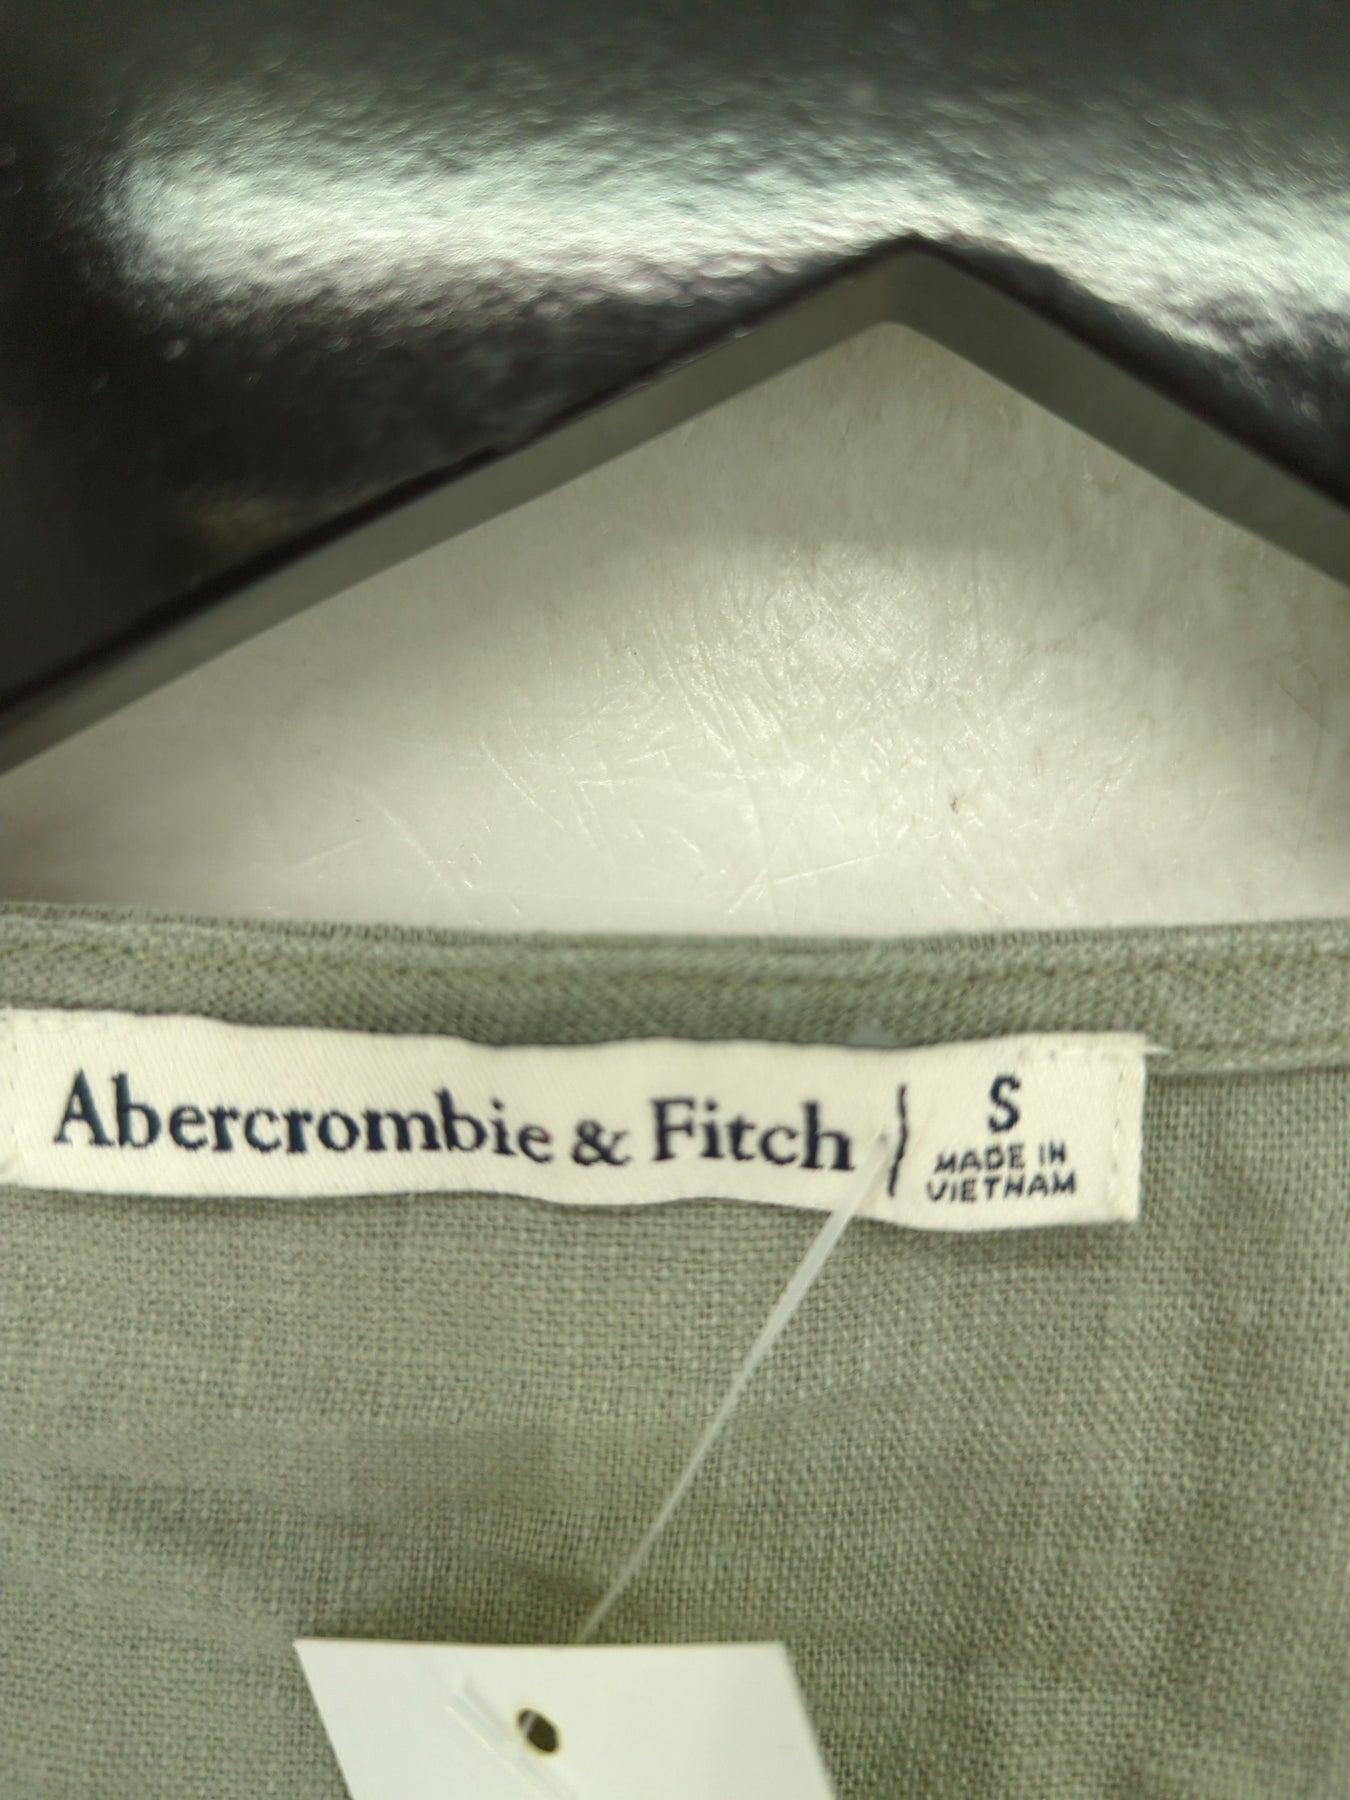 Abercrombie & Fitch | S
MADE IN
VIETNAM